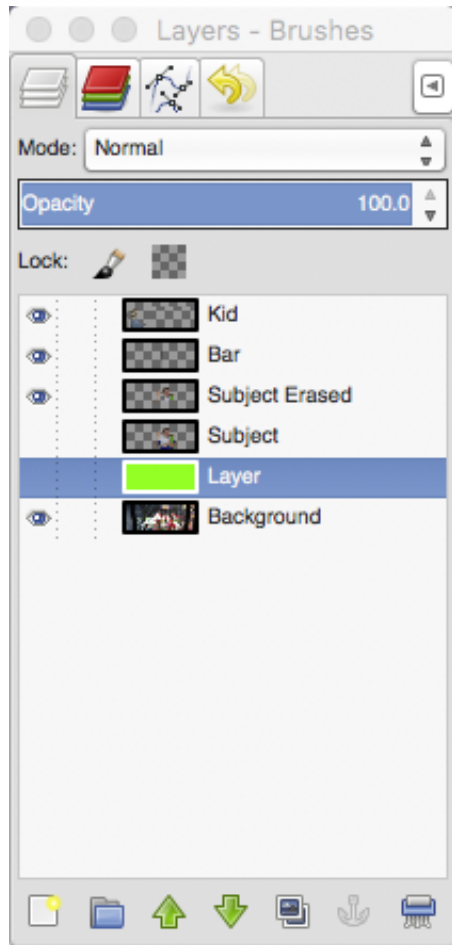 Layers - Brushes
Mode: Normal
Opacity 100.0
Lock:
Kid
Bar
Subject Erased
Subject
Layer
Background